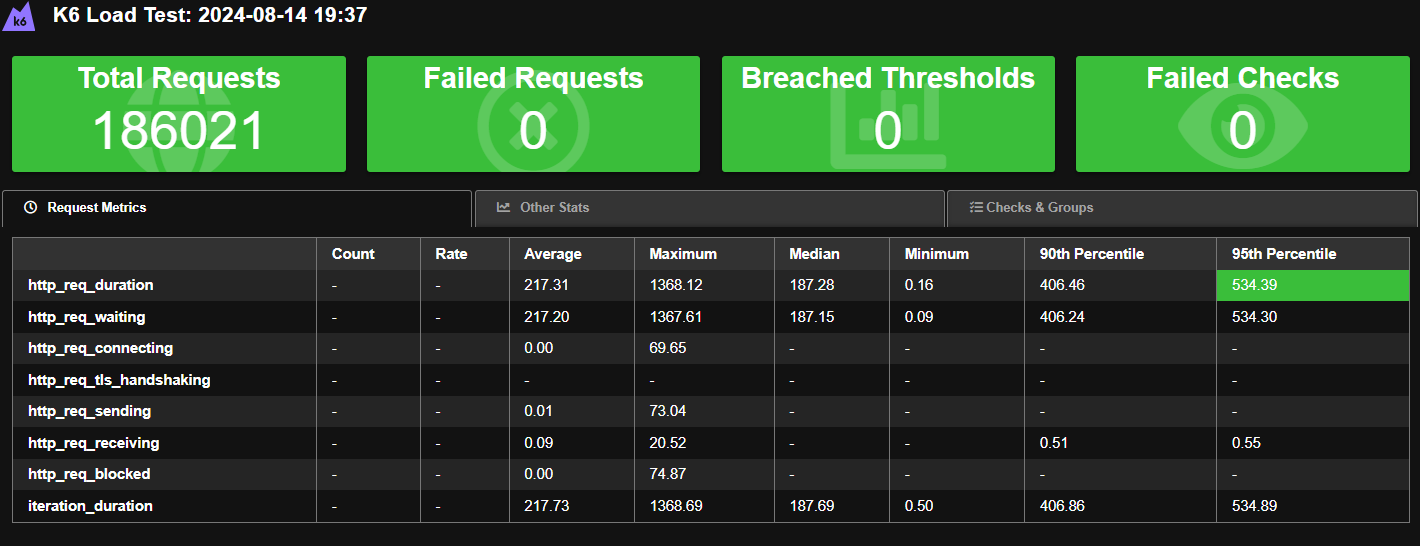 k6 K6 Load Test: 2024-08-14 19:37
Total Requests Failed Requests Breached Thresholds Failed Checks
186021 0 0 0
Request Metrics Other Stats Checks & Groups
Count Rate Average Maximum Median Minimum 90th Percentile 95th Percentile
http_req_duration - - 217.31 1368.12 187.28 0.16 406.46 534.39
http_req_waiting - - 217.20 1367.61 187.15 0.09 406.24 534.30
http_req_connecting - - 0.00 69.65 - - - -
http_req_tls_handshaking - - - - - - - -
http_req_sending - - 0.01 73.04 - - - -
http_req_receiving - - 0.09 20.52 - - 0.51 0.55
http_req_blocked - - 0.00 74.87 - - - -
iteration_duration - - 217.73 1368.69 187.69 0.50 406.86 534.89